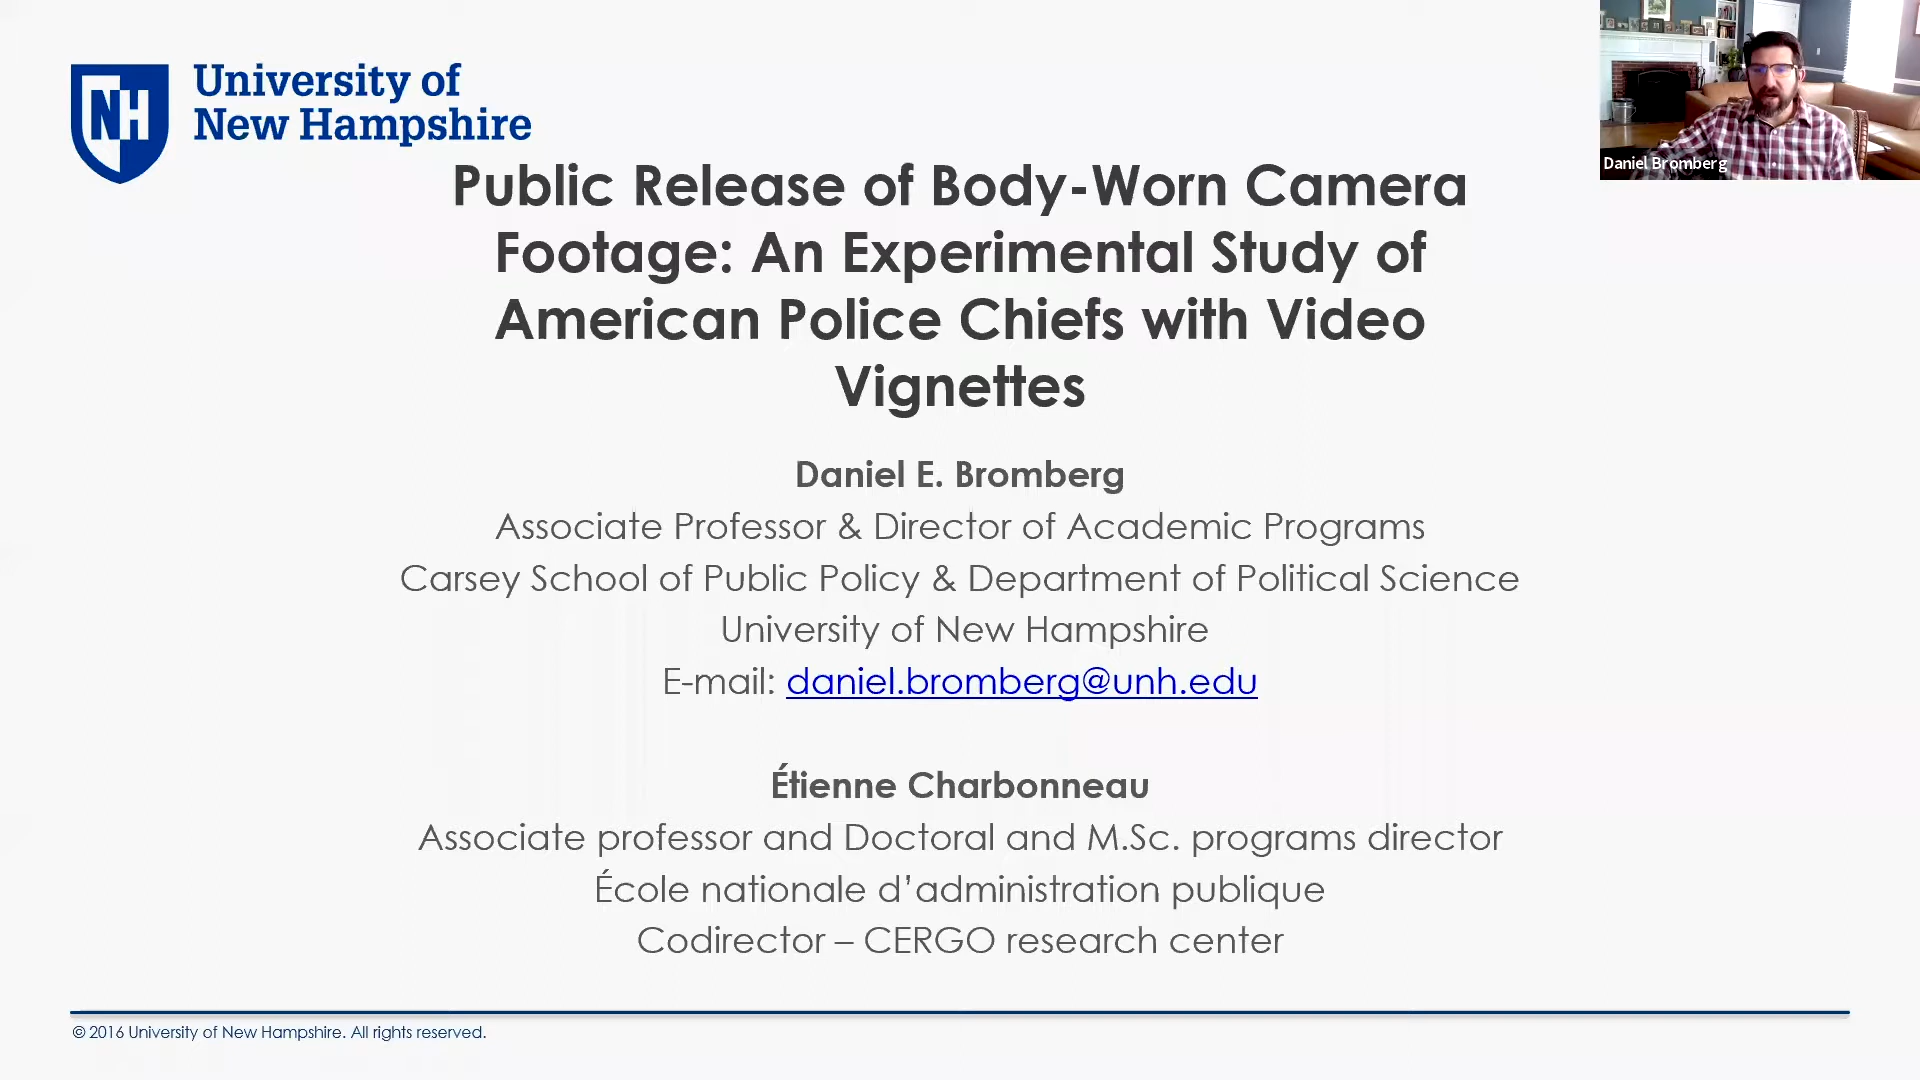 NH
University of
New Hampshire
Daniel Bromberg
Public Release of Body-Worn Camera
Footage: An Experimental Study of
American Police Chiefs with Video
Vignettes
Daniel E. Bromberg
Associate Professor & Director of Academic Programs
Carsey School of Public Policy & Department of Political Science
University of New Hampshire
E-mail: daniel.bromberg@unh.edu
Étienne Charbonneau
Associate professor and Doctoral and M.Sc. programs director
École nationale d’administration publique
Codirector – CERGO research center
© 2016 University of New Hampshire. All rights reserved.